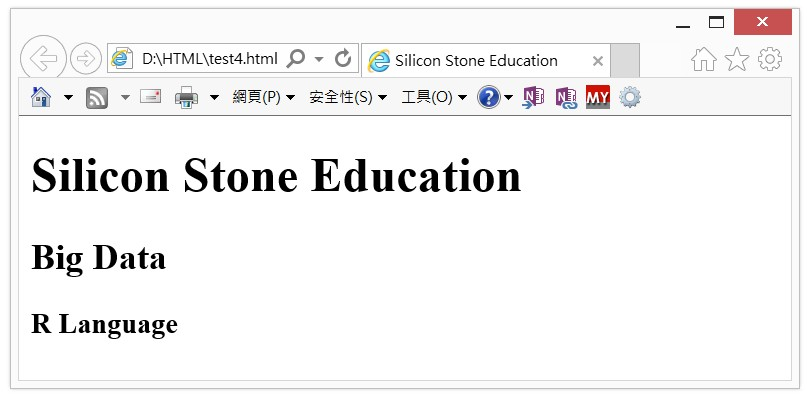 D:\HTML\test4.html
Silicon Stone Education
網頁(P)
安全性(S)
工具(O)
?
N
N
MY
Silicon Stone Education
Big Data
R Language